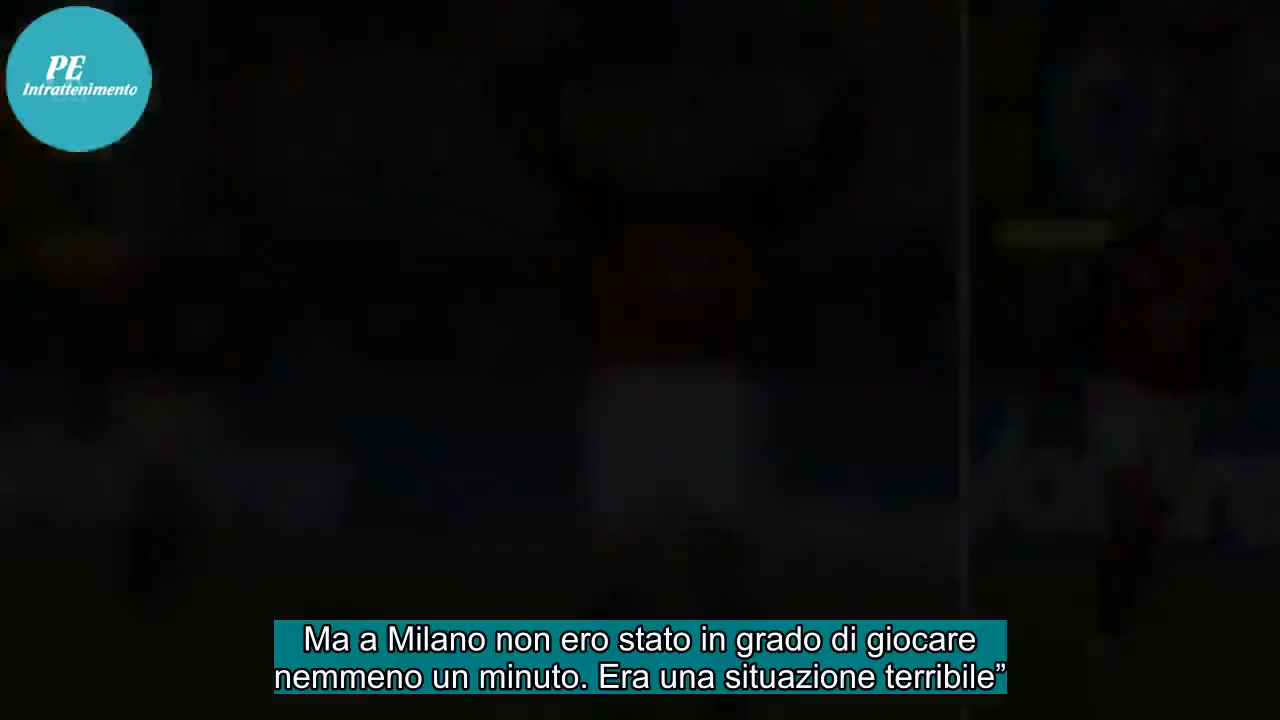 PE
Intrattenimento
Ma a Milano non ero stato in grado di giocare
nemmeno un minuto. Era una situazione terribile”